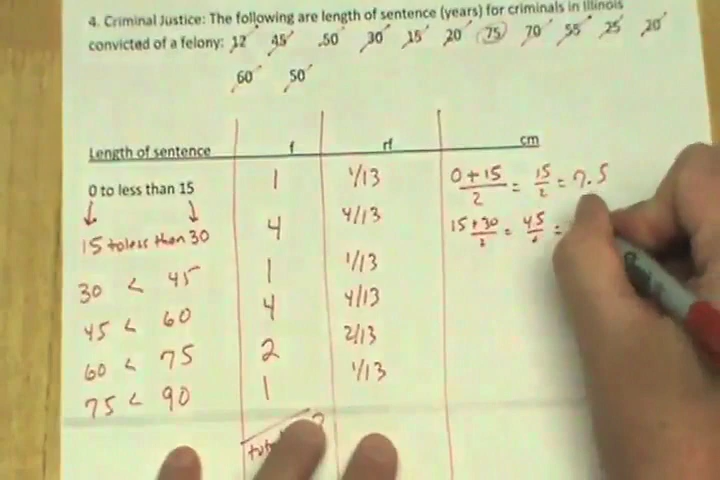 4. Criminal Justice: The following are length of sentence (years) for criminals in Illinois
convicted of a felony: 12 45 50 30 15 20 75 70 55 25 20
60 50
Length of sentence f rf cm
0 to less than 15 1 1/13 0+15/2 = 15/2 = 7.5
15 to less than 30 4 4/13 15+30/2 = 45/2 =
30 < 45 1 1/13
45 < 60 4 4/13
60 < 75 2 2/13
75 < 90 1 1/13